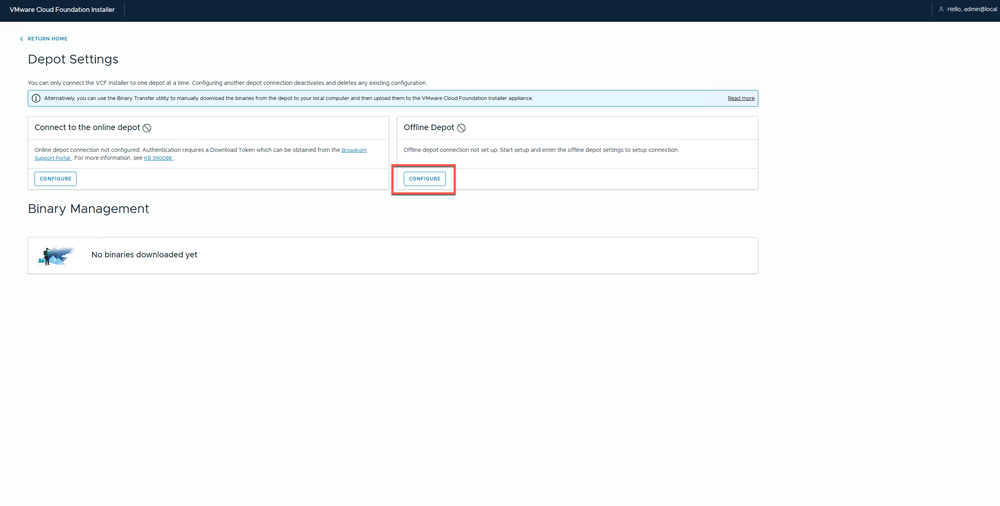 VMware Cloud Foundation Installer
Hello, admin@local
RETURN HOME
Depot Settings
You can only connect the VCF Installer to one depot at a time. Configuring another depot connection deactivates and deletes any existing configuration.
Alternatively, you can use the Binary Transfer utility to manually download the binaries from the depot to your local computer and then upload them to the VMware Cloud Foundation Installer appliance.
Read more
Connect to the online depot
Online depot connection not configured. Authentication requires a Download Token which can be obtained from the Broadcom
Support Portal . For more information, see KB 390098 .
CONFIGURE
Offline Depot
Offline depot connection not set up. Start setup and enter the offline depot settings to setup connection.
CONFIGURE
Binary Management
No binaries downloaded yet